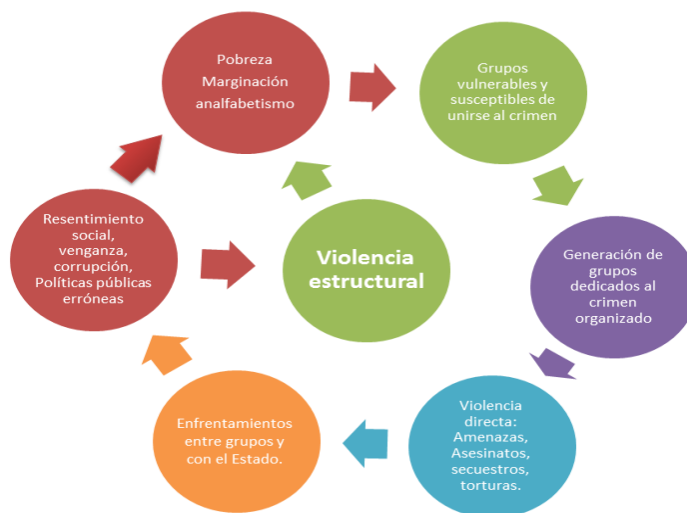 Pobreza
Marginación
analfabetismo
Grupos
vulnerables y
susceptibles de
unirse al crimen
Generación de
grupos
dedicados al
crimen
organizado
Violencia
directa:
Amenazas,
Asesinatos,
secuestros,
torturas.
Enfrentamientos
entre grupos y
con el Estado.
Resentimiento
social,
venganza,
corrupción,
Políticas públicas
erróneas
Violencia
estructural